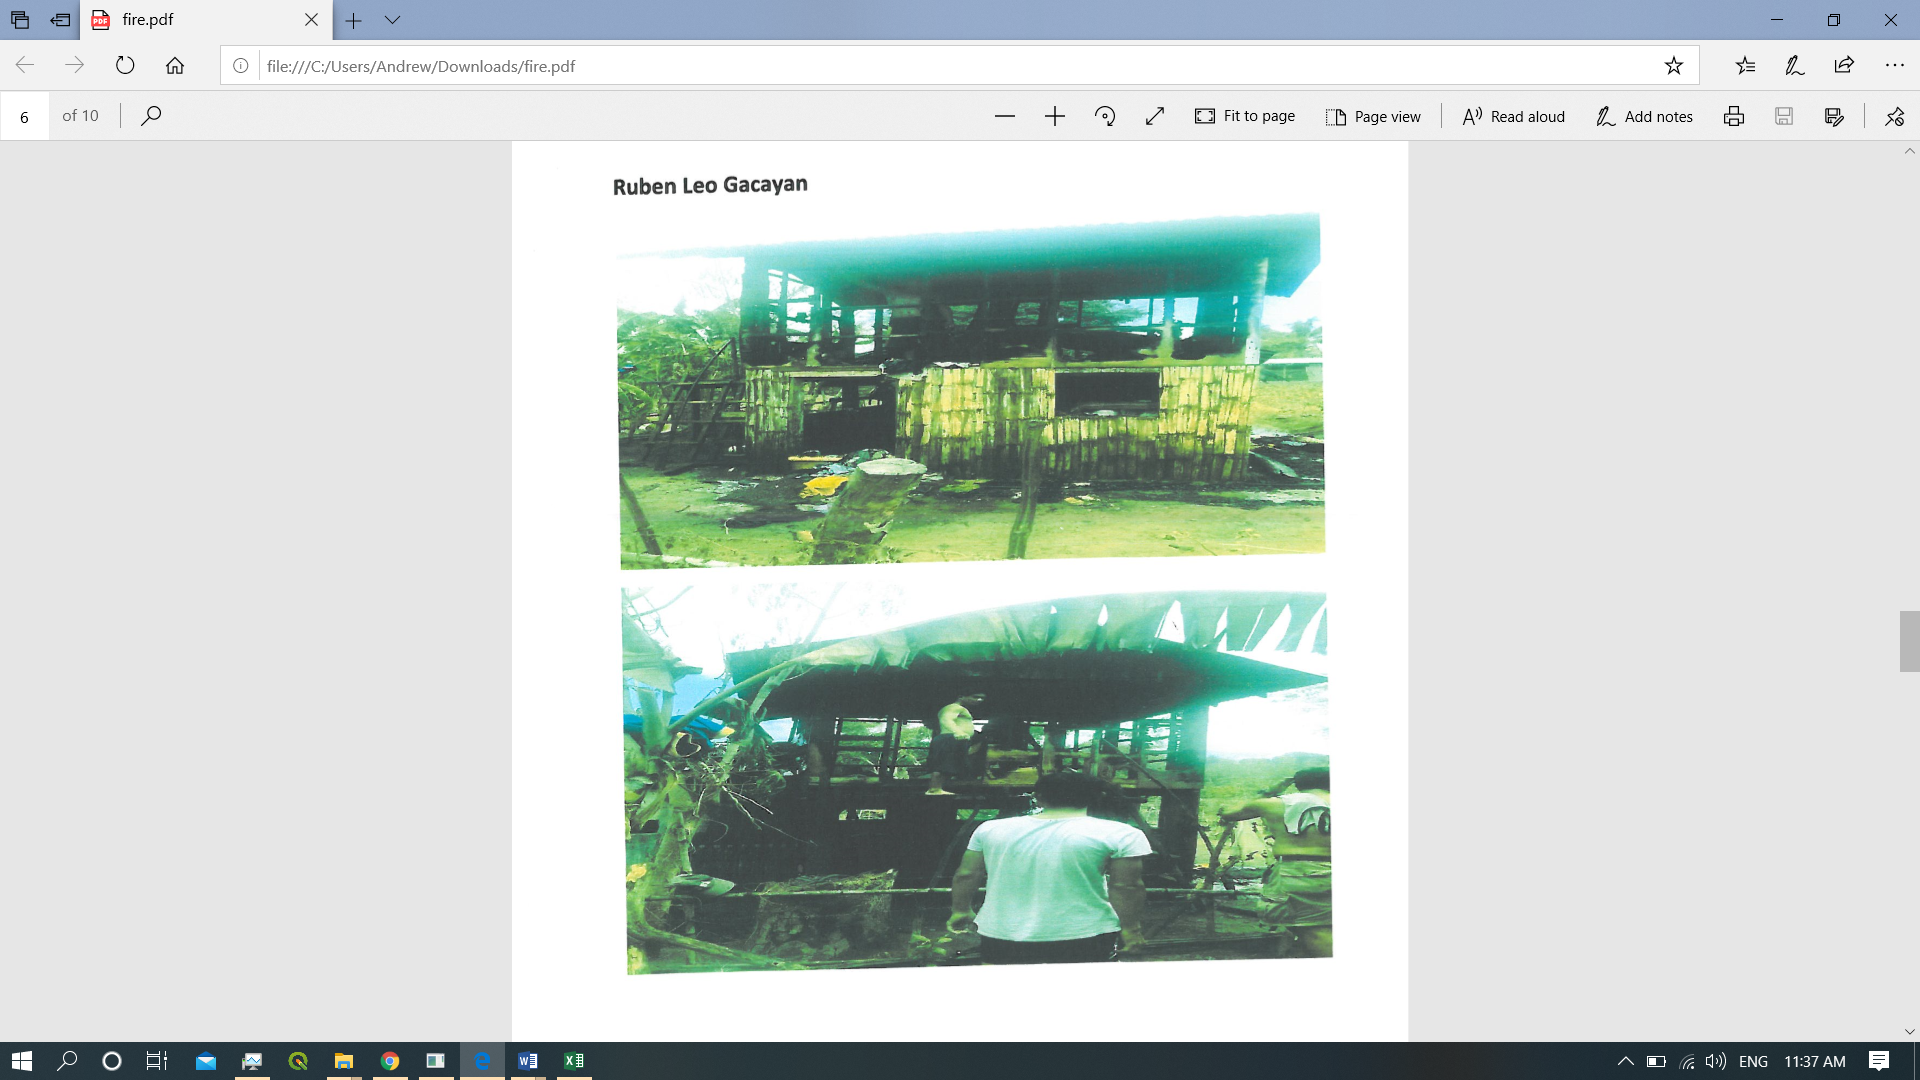 fire.pdf
file:///C:/Users/Andrew/Downloads/fire.pdf
6 of 10
Fit to page
Page view
Read aloud
Add notes
Ruben Leo Gacayan
ENG
11:37 AM